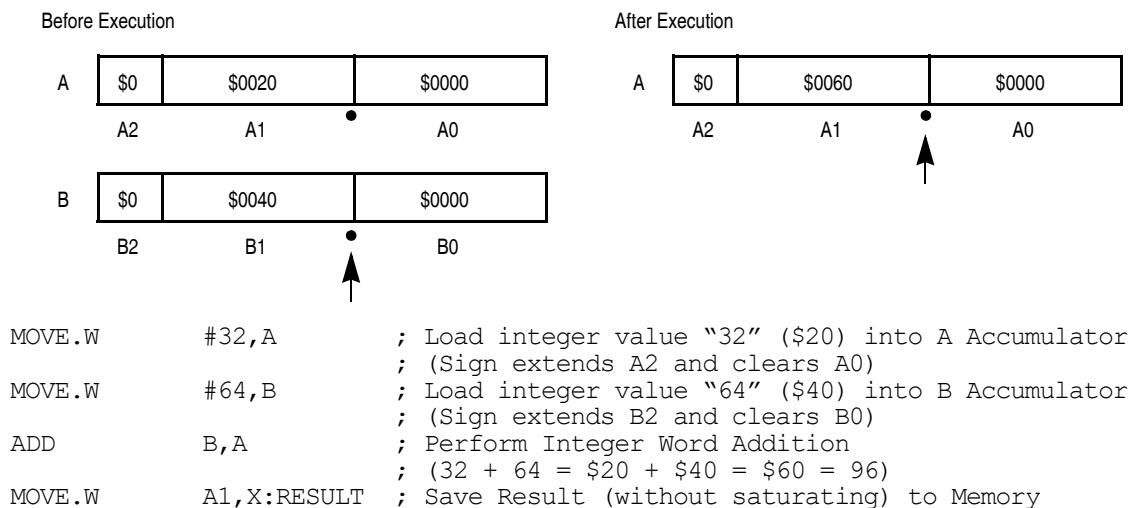 Before Execution After Execution
A $0 $0020 $0000 A $0 $0060 $0000
A2 A1 A0 A2 A1 A0
B $0 $0040 $0000
B2 B1 B0
MOVE.W #32,A ; Load integer value “32” ($20) into A Accumulator
; (Sign extends A2 and clears A0)
MOVE.W #64,B ; Load integer value “64” ($40) into B Accumulator
; (Sign extends B2 and clears B0)
ADD B,A ; Perform Integer Word Addition
; (32 + 64 = $20 + $40 = $60 = 96)
MOVE.W A1,X:RESULT ; Save Result (without saturating) to Memory